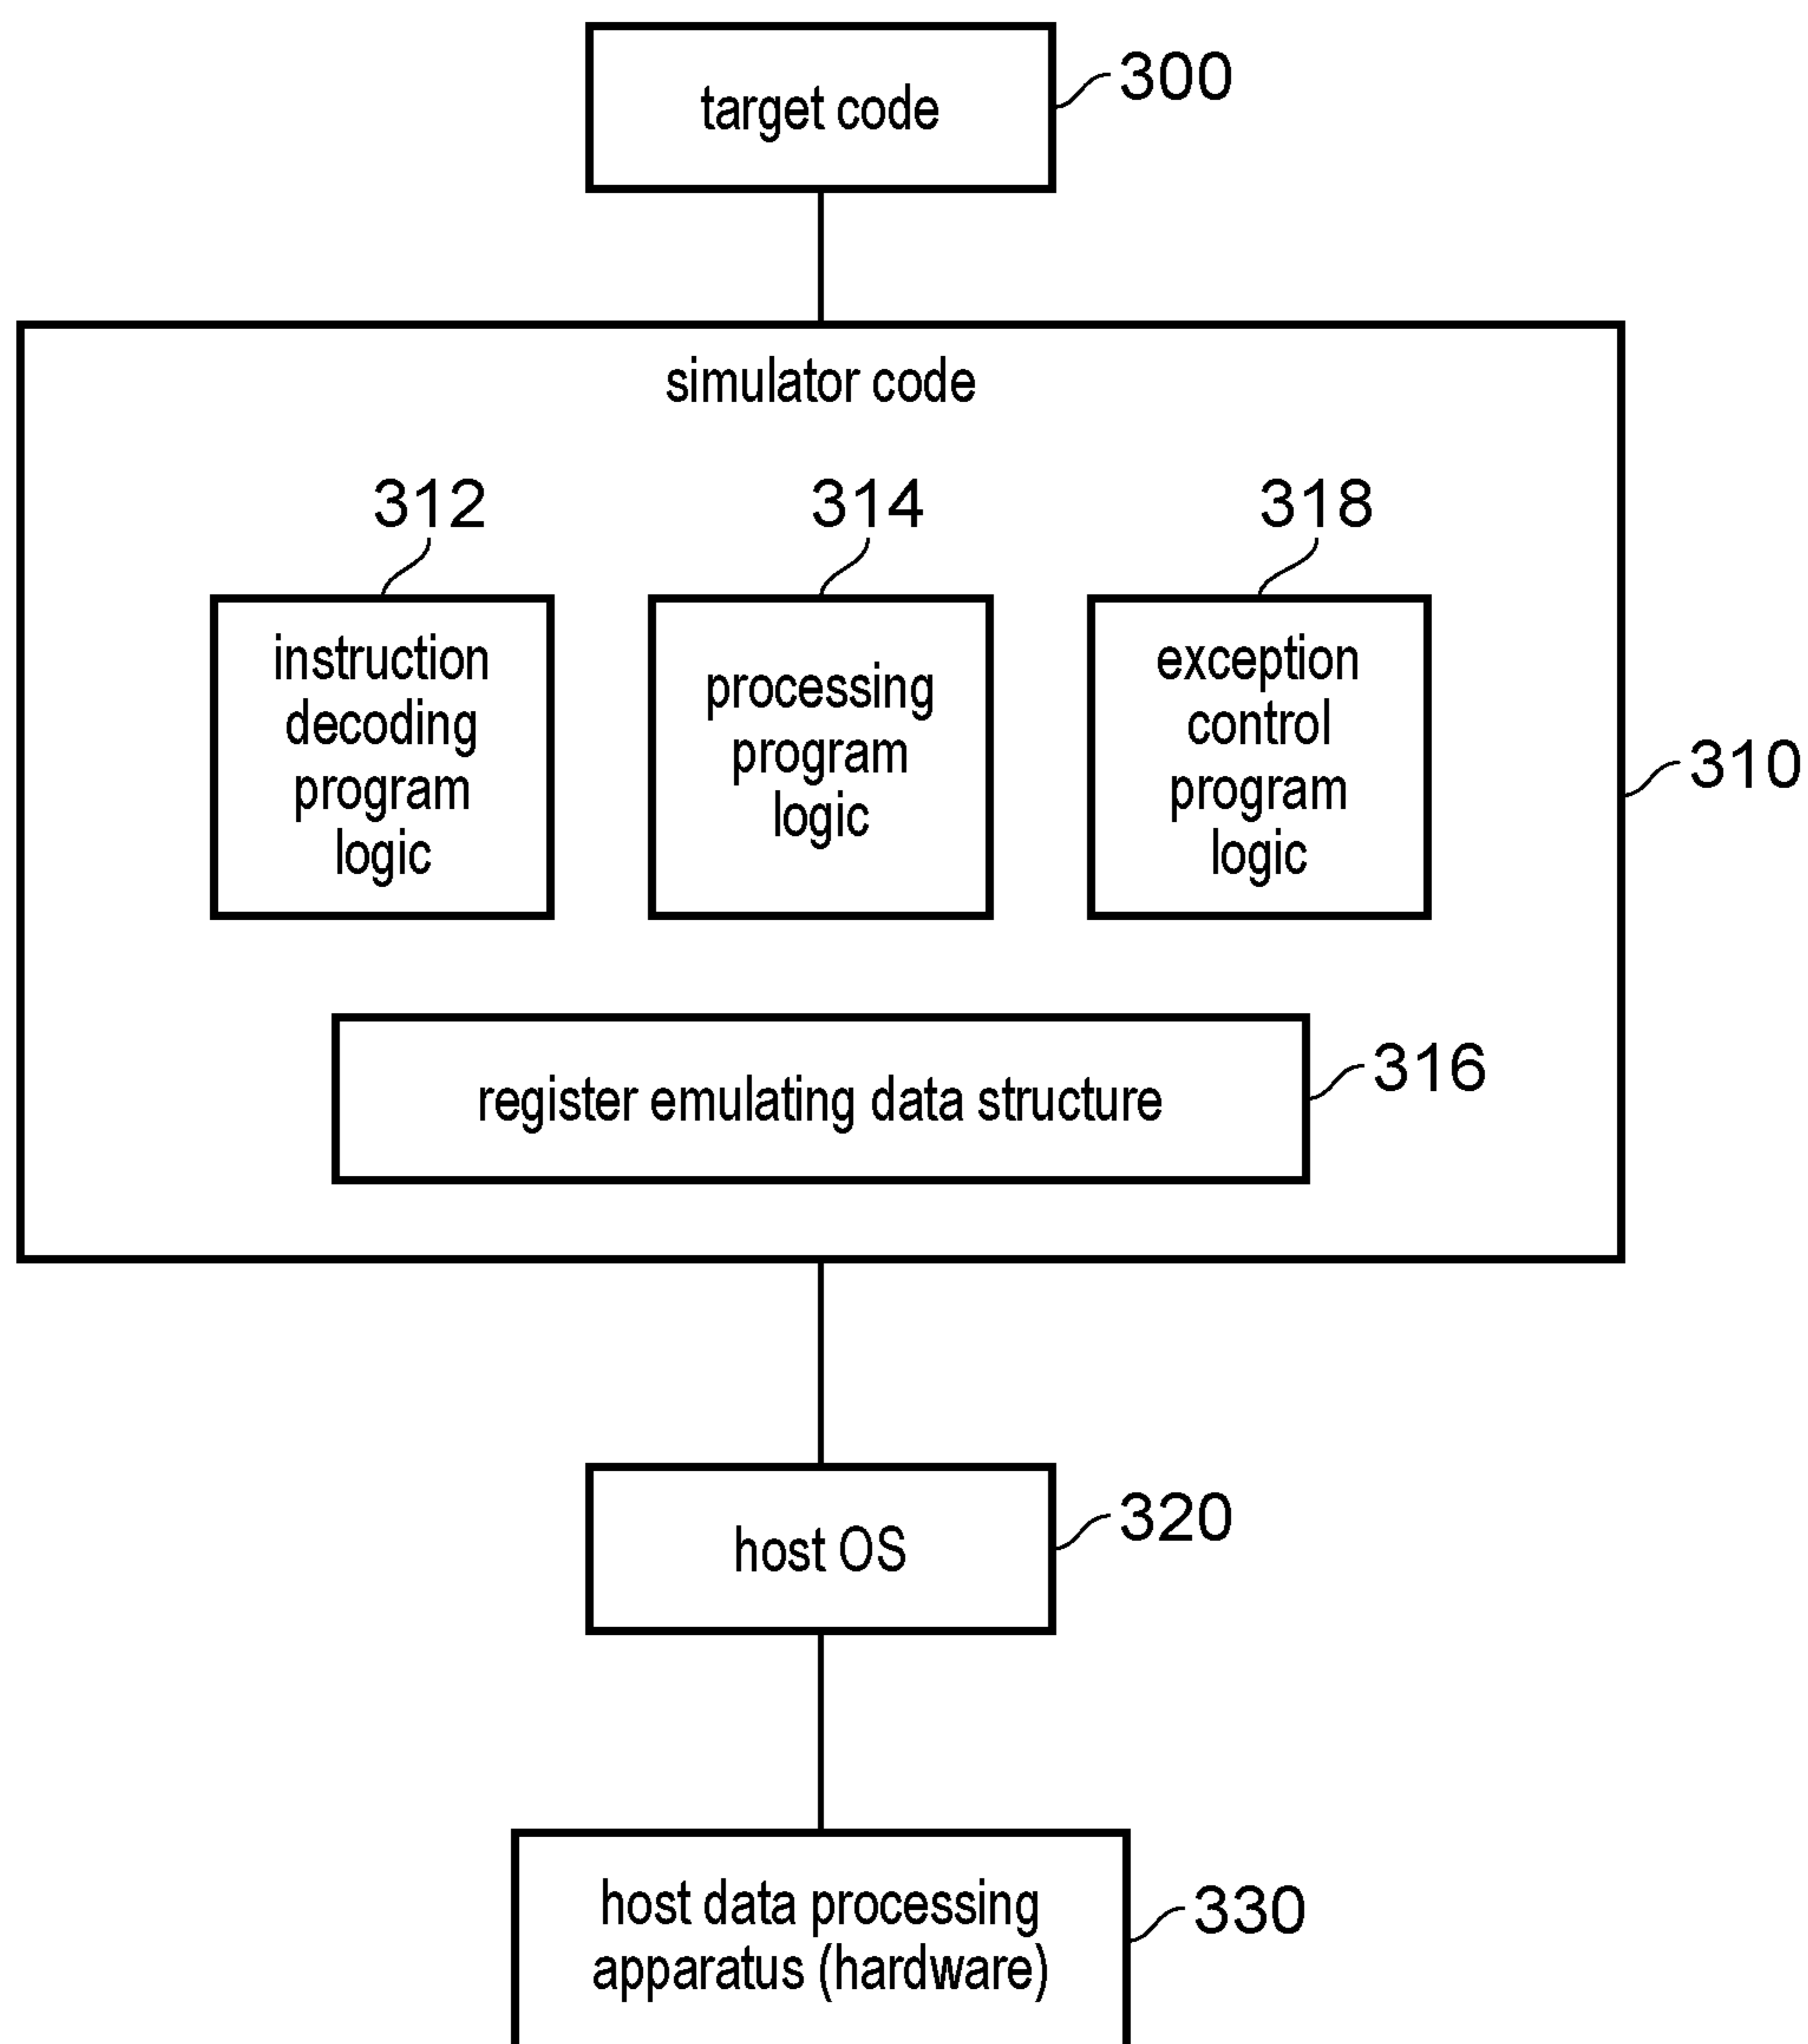 target code
300
simulator code
312
314
318
instruction
decoding
program
logic
processing
program
logic
exception
control
program
logic
310
register emulating data structure
316
host OS
320
host data processing
apparatus (hardware)
330